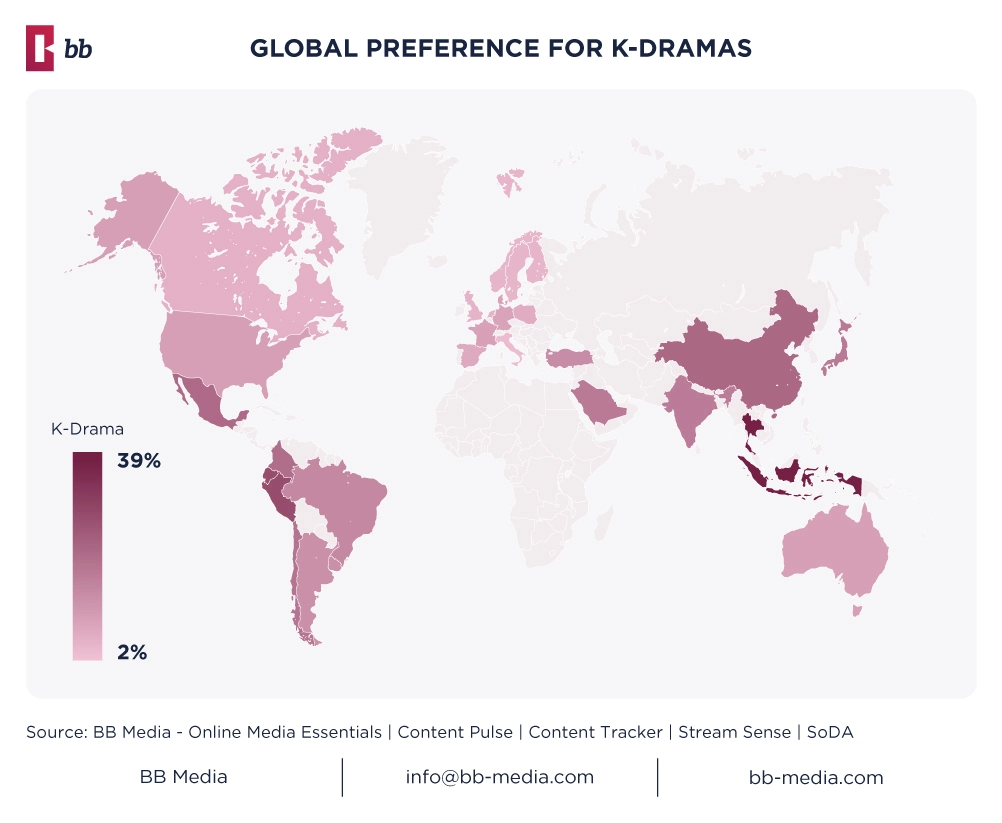 bb
GLOBAL PREFERENCE FOR K-DRAMAS
K-Drama
39%
2%
Source: BB Media - Online Media Essentials | Content Pulse | Content Tracker | Stream Sense | SoDA
BB Media
info@bb-media.com
bb-media.com